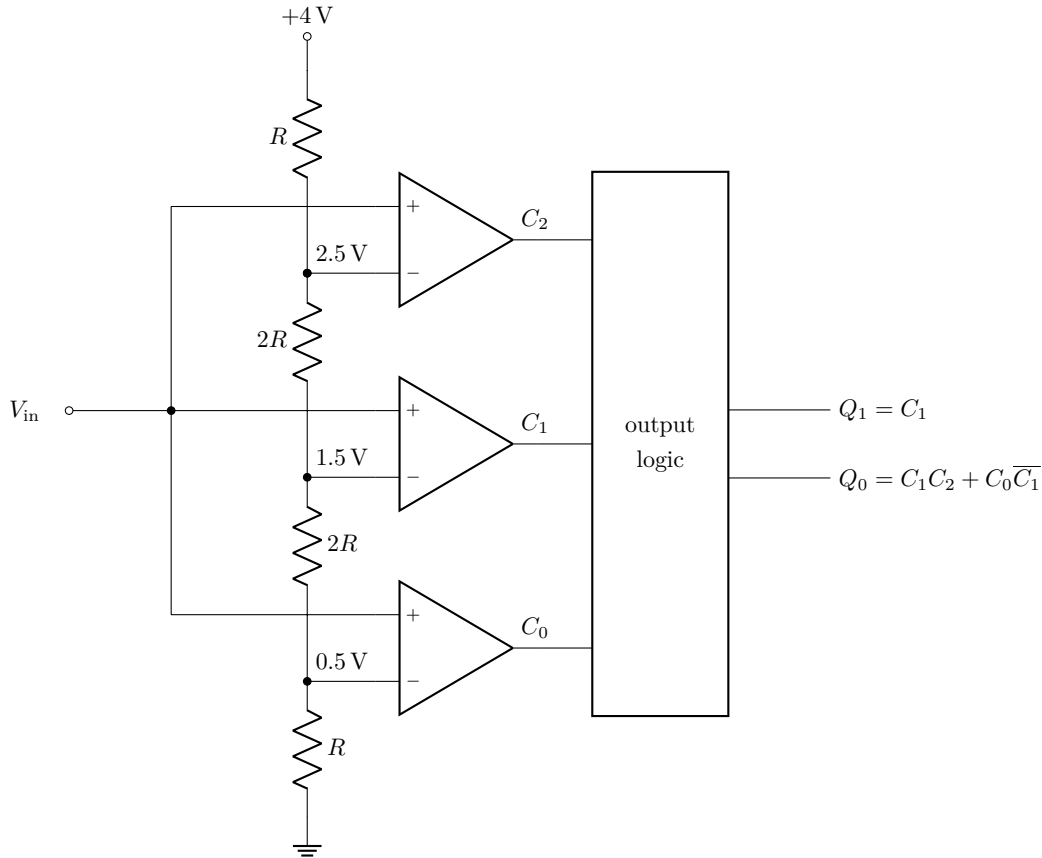 +4 V
R
+
C₂
2.5 V
−
2R
V_in
+
C₁
output
logic
Q₁ = C₁
1.5 V
−
Q₀ = C₁C₂ + C₀C̅₁̅
2R
+
C₀
0.5 V
−
R